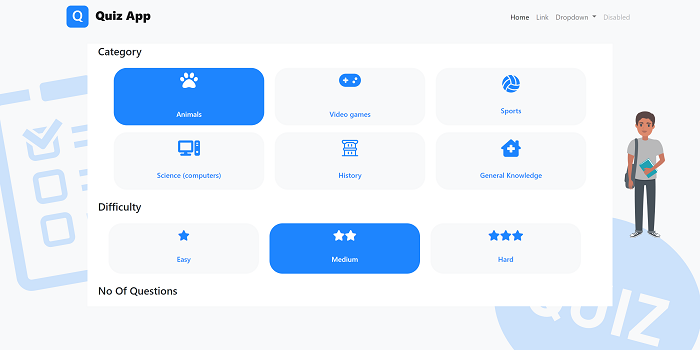 Q Quiz App
Home Link Dropdown Disabled
Category
Animals Video games Sports
Science (computers) History General Knowledge
Difficulty
Easy Medium Hard
No Of Questions
QUIZ